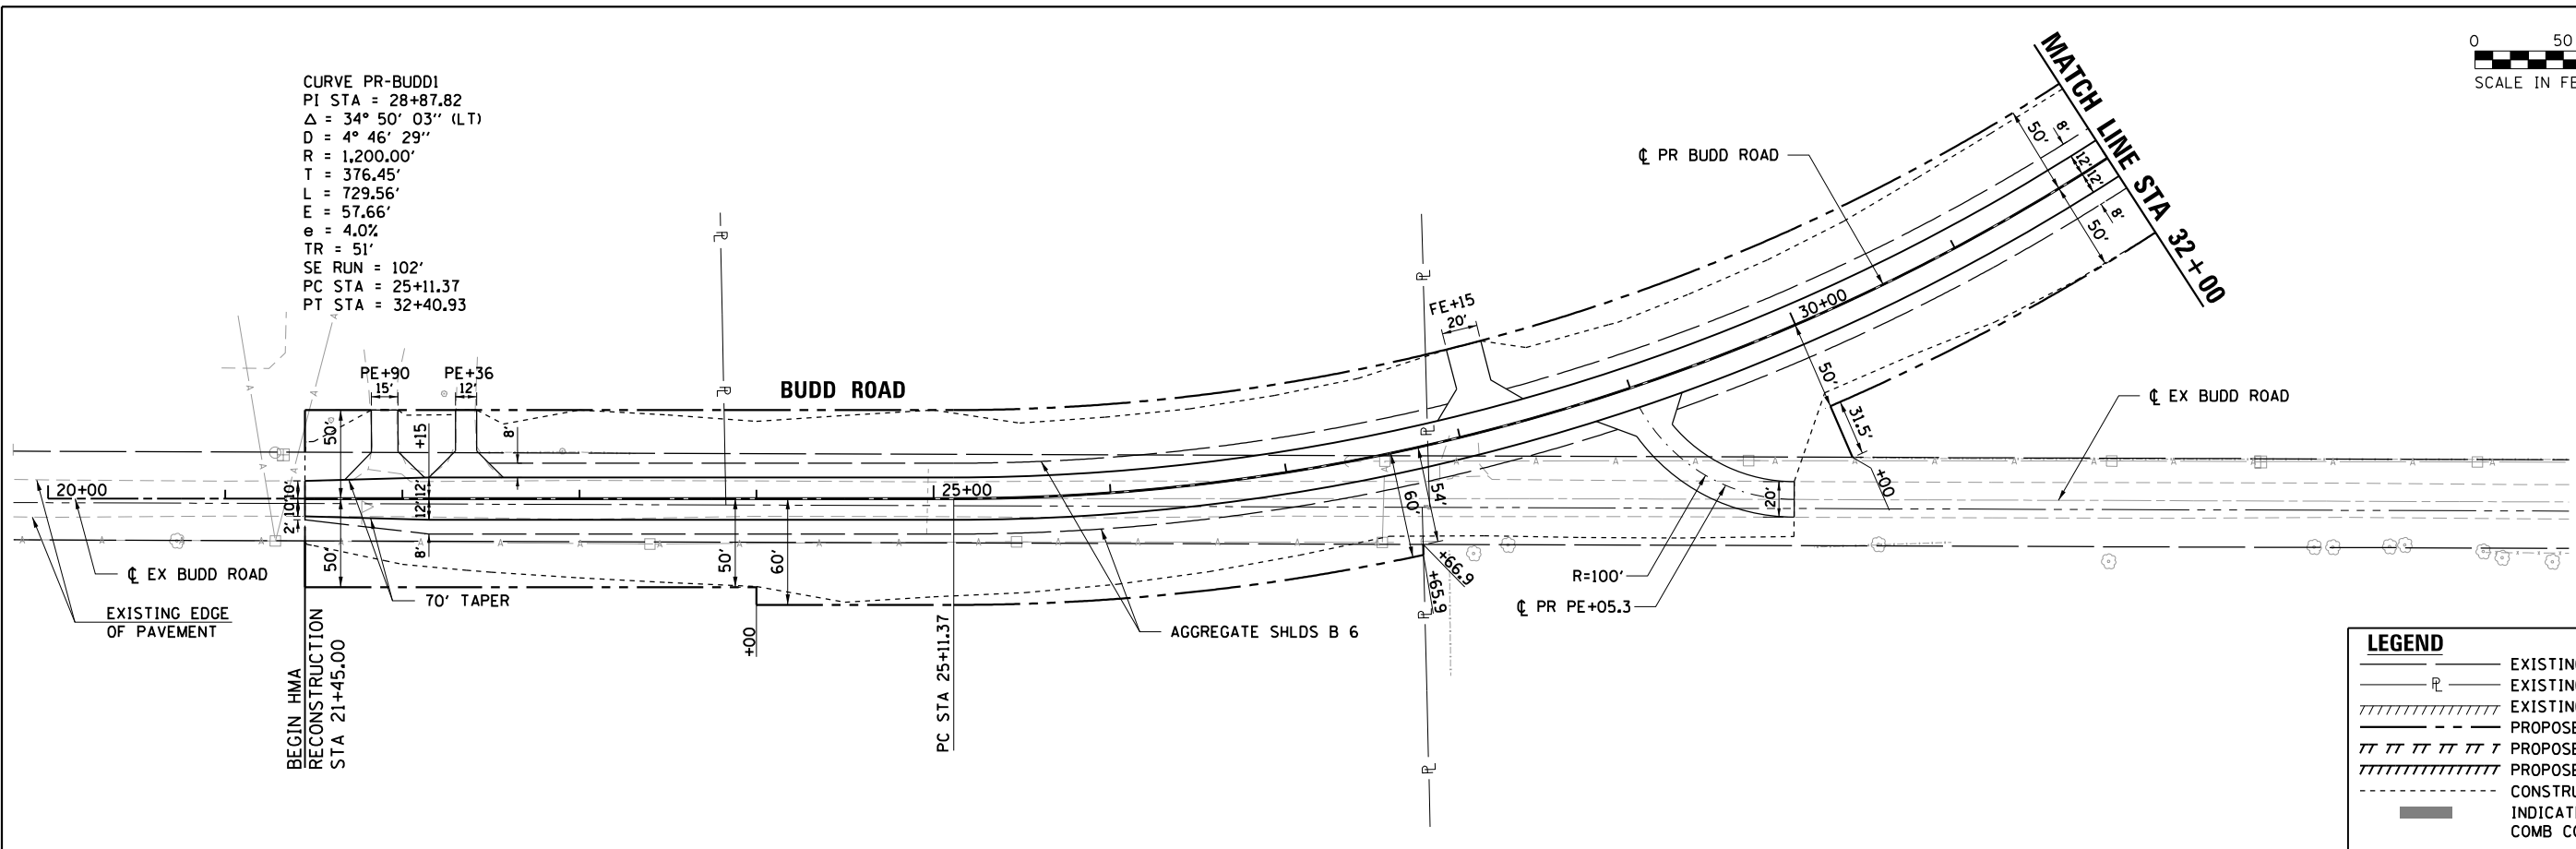 CURVE PR-BUDD1
PI STA = 28+87.82
Δ = 34° 50' 03" (LT)
D = 4° 46' 29"
R = 1,200.00'
T = 376.45'
L = 729.56'
E = 57.66'
e = 4.0%
TR = 51'
SE RUN = 102'
PC STA = 25+11.37
PT STA = 32+40.93
0 50
SCALE IN FE
MATCH LINE STA 32+00
℄ PR BUDD ROAD
50'
8'
12'
12'
8'
50'
30+00
FE+15
20'
BUDD ROAD
PE+90
15'
PE+36
12'
50'
+15
8'
50'
31.5'
+00
℄ EX BUDD ROAD
20+00
10'
10'
2'
12'
12'
8'
50'
25+00
50'
60'
60'
54'
20'
+66.9
+65.9
R=100'
℄ PR PE+05.3
℄ EX BUDD ROAD
EXISTING EDGE
OF PAVEMENT
70' TAPER
AGGREGATE SHLDS B 6
+00
PC STA 25+11.37
BEGIN HMA
RECONSTRUCTION
STA 21+45.00
℄
℄
LEGEND
EXISTIN
EXISTIN
EXISTIN
PROPOSE
PROPOSE
PROPOSE
CONSTRU
INDICAT
COMB CO